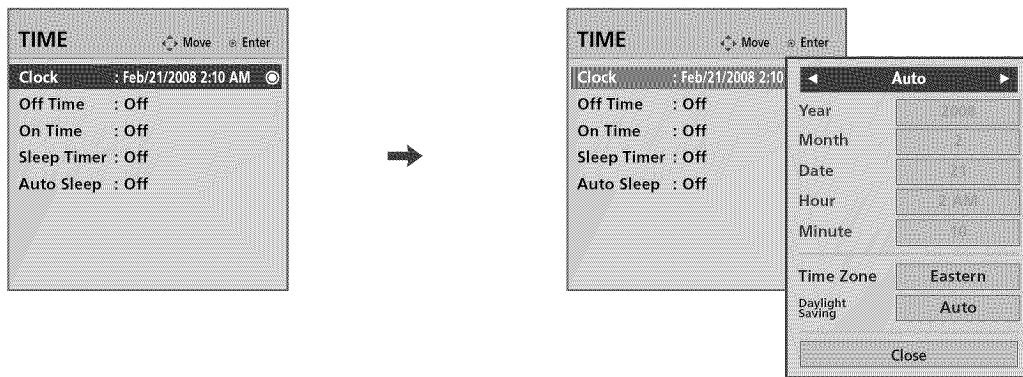 TIME Move Enter
Clock : Feb/21/2008 2:10 AM
Off Time : Off
On Time : Off
Sleep Timer : Off
Auto Sleep : Off
TIME Move Enter
Clock : Feb/21/2008 2:10
Off Time : Off
On Time : Off
Sleep Timer : Off
Auto Sleep : Off
Auto
Year 2008
Month 2
Date 21
Hour 2 AM
Minute 10
Time Zone Eastern
Daylight
Saving Auto
Close